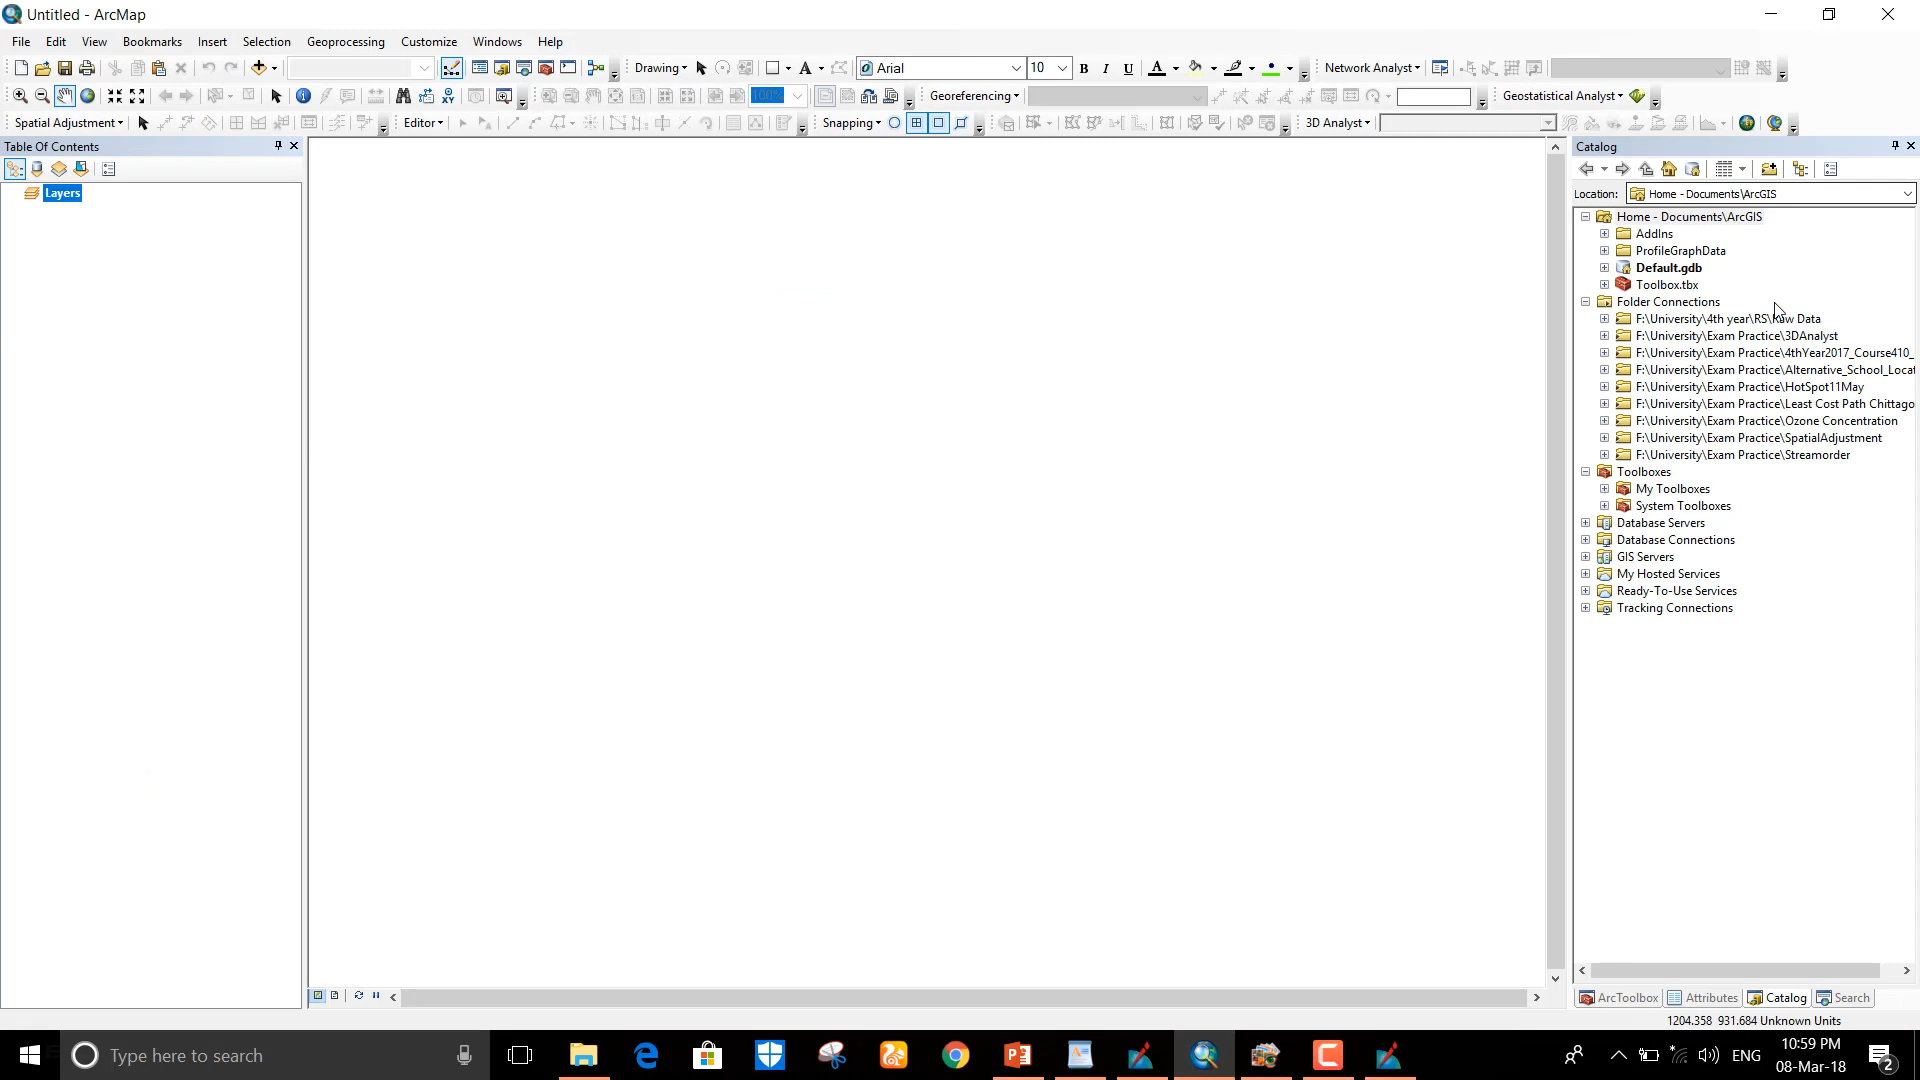 Untitled - ArcMap
File Edit View Bookmarks Insert Selection Geoprocessing Customize Windows Help
Drawing Arial 10 B I U A Network Analyst
100% Georeferencing Geostatistical Analyst
Spatial Adjustment Editor Snapping 3D Analyst
Table Of Contents
Layers
Catalog
Location: Home - Documents\ArcGIS
Home - Documents\ArcGIS
AddIns
ProfileGraphData
Default.gdb
Toolbox.tbx
Folder Connections
F:\University\4th year\RS\Raw Data
F:\University\Exam Practice\3DAnalyst
F:\University\Exam Practice\4thYear2017_Course410_
F:\University\Exam Practice\Alternative_School_Locat
F:\University\Exam Practice\HotSpot11May
F:\University\Exam Practice\Least Cost Path Chittago
F:\University\Exam Practice\Ozone Concentration
F:\University\Exam Practice\SpatialAdjustment
F:\University\Exam Practice\Streamorder
Toolboxes
My Toolboxes
System Toolboxes
Database Servers
Database Connections
GIS Servers
My Hosted Services
Ready-To-Use Services
Tracking Connections
ArcToolbox Attributes Catalog Search
1204.358 931.684 Unknown Units
Type here to search
ENG
10:59 PM
08-Mar-18
2